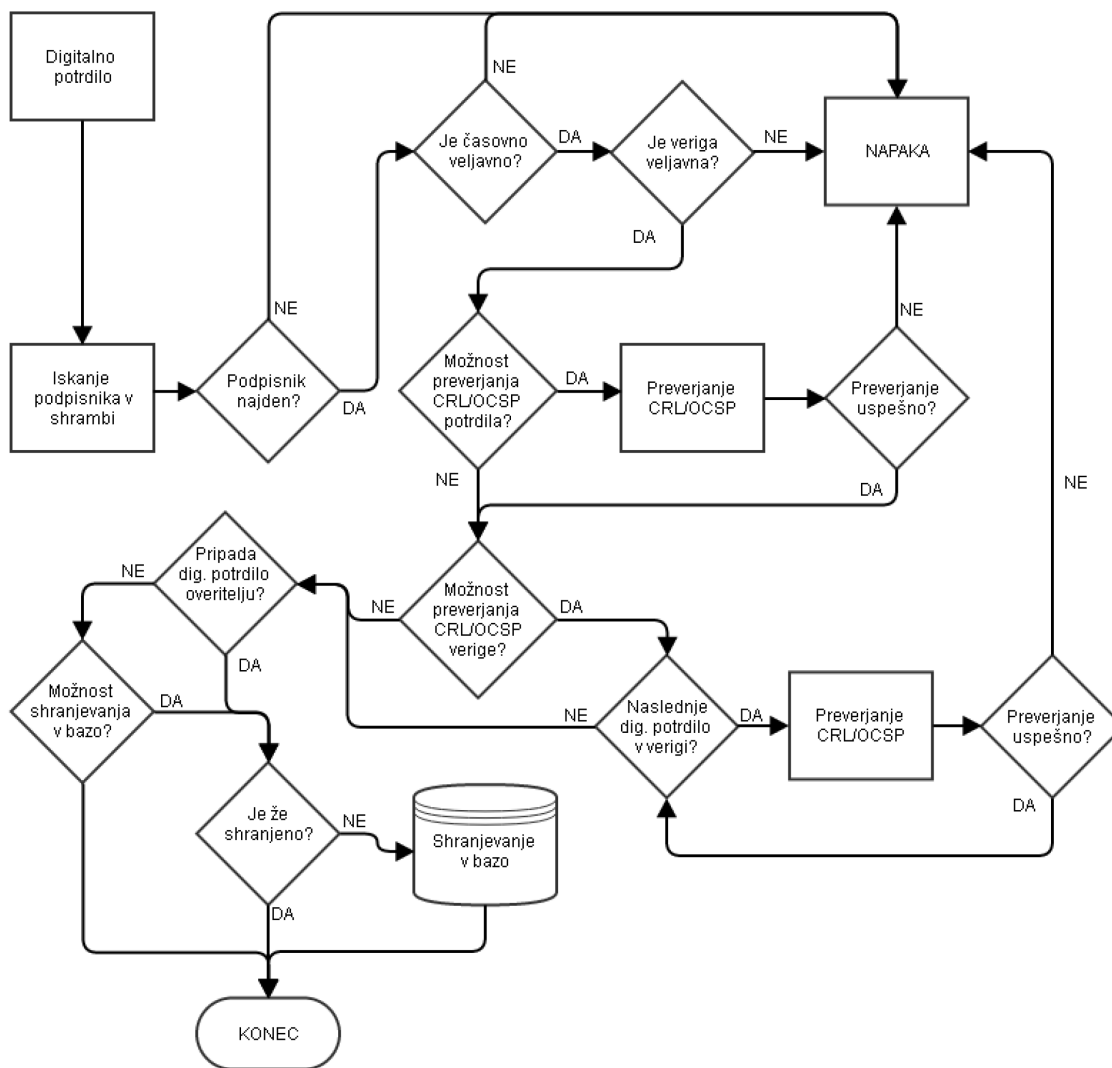 Digitalno
potrdilo
NE
Je časovno
veljavno?
DA
Je veriga
veljavna?
NE
NAPAKA
DA
NE
Iskanje
podpisnika v
shrambi
Podpisnik
najden?
DA
Možnost
preverjanja
CRL/OCSP
potrdila?
DA
Preverjanje
CRL/OCSP
Preverjanje
uspešno?
NE
NE
DA
NE
Pripada
dig. potrdilo
overitelju?
NE
DA
NE
Možnost
preverjanja
CRL/OCSP
verige?
DA
Možnost
shranjevanja
v bazo?
DA
NE
Naslednje
dig. potrdilo
v verigi?
DA
Preverjanje
CRL/OCSP
Preverjanje
uspešno?
DA
Je že
shranjeno?
NE
Shranjevanje
v bazo
DA
KONEC